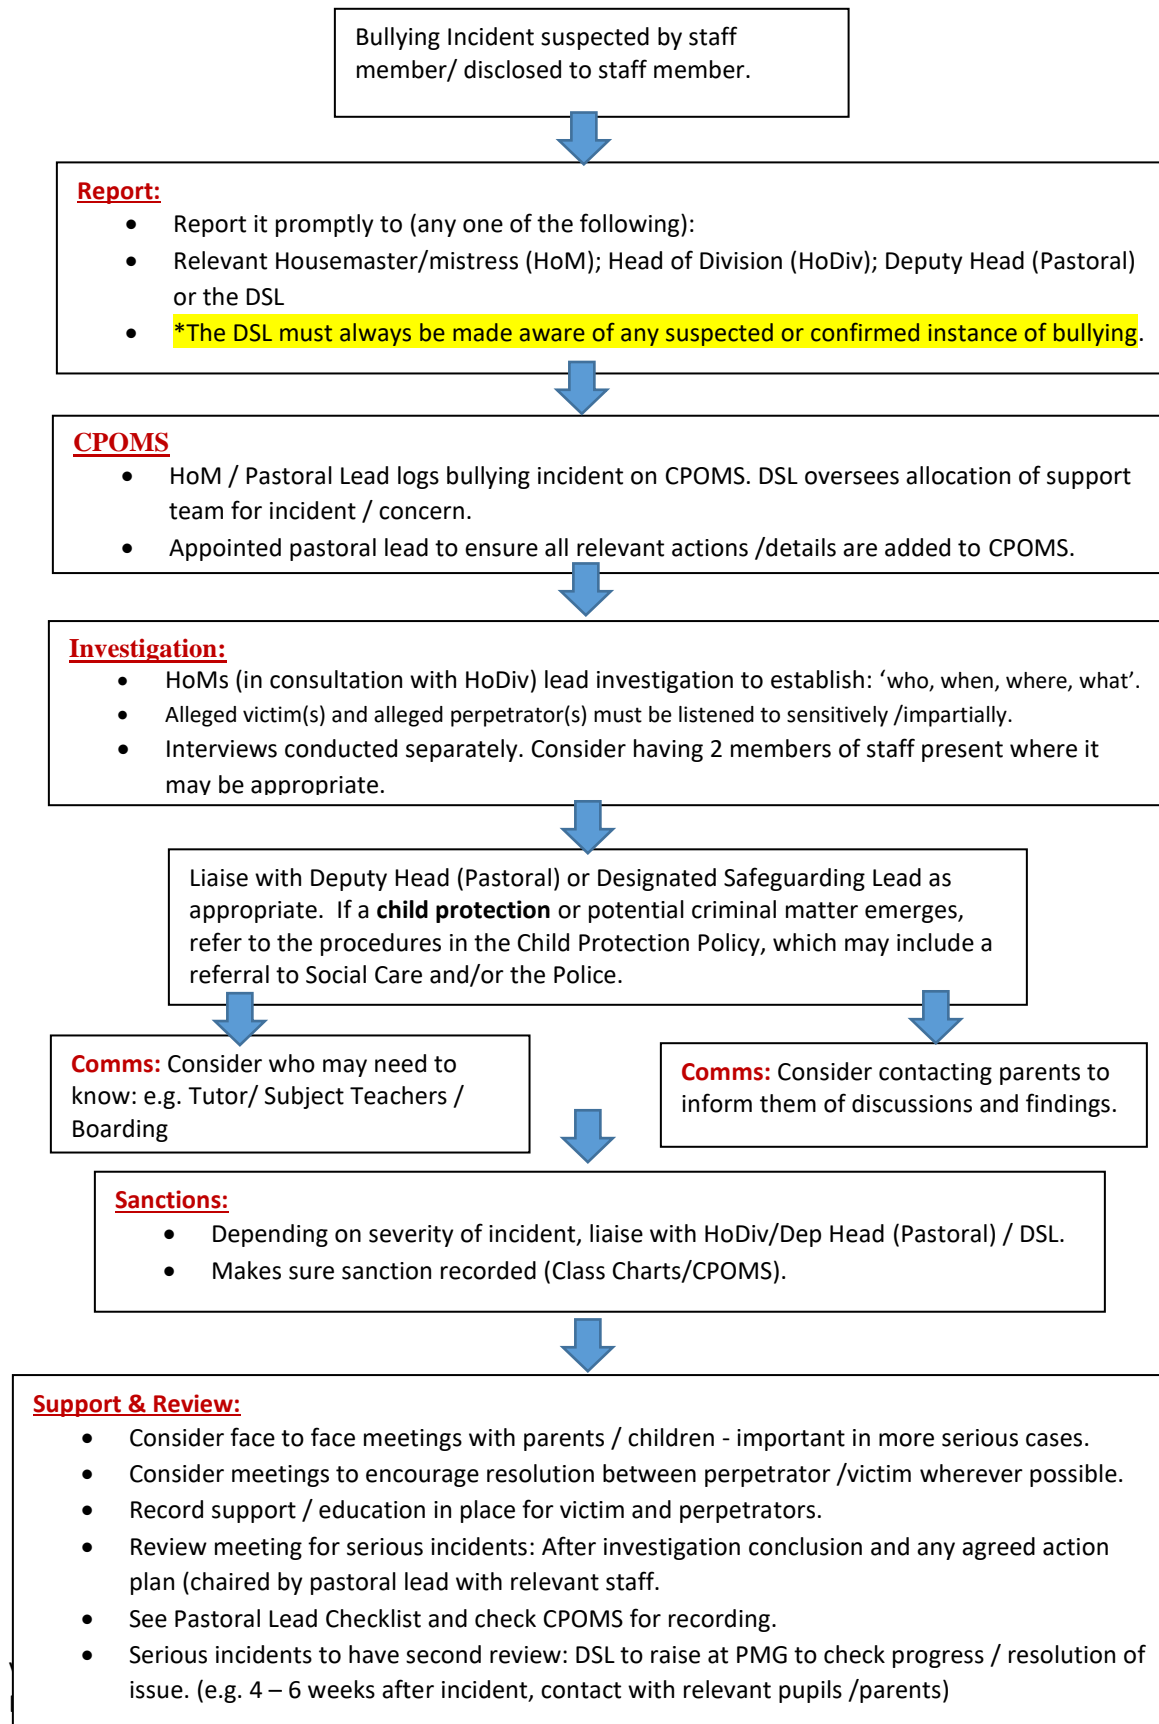 Bullying Incident suspected by staff
member/ disclosed to staff member.
Report:
• Report it promptly to (any one of the following):
• Relevant Housemaster/mistress (HoM); Head of Division (HoDiv); Deputy Head (Pastoral)
or the DSL
• *The DSL must always be made aware of any suspected or confirmed instance of bullying.
CPOMS
• HoM / Pastoral Lead logs bullying incident on CPOMS. DSL oversees allocation of support
team for incident / concern.
• Appointed pastoral lead to ensure all relevant actions /details are added to CPOMS.
Investigation:
• HoMs (in consultation with HoDiv) lead investigation to establish: ‘who, when, where, what’.
• Alleged victim(s) and alleged perpetrator(s) must be listened to sensitively /impartially.
• Interviews conducted separately. Consider having 2 members of staff present where it
may be appropriate.
Liaise with Deputy Head (Pastoral) or Designated Safeguarding Lead as
appropriate. If a child protection or potential criminal matter emerges,
refer to the procedures in the Child Protection Policy, which may include a
referral to Social Care and/or the Police.
Comms: Consider who may need to
know: e.g. Tutor/ Subject Teachers /
Boarding
Comms: Consider contacting parents to
inform them of discussions and findings.
Sanctions:
• Depending on severity of incident, liaise with HoDiv/Dep Head (Pastoral) / DSL.
• Makes sure sanction recorded (Class Charts/CPOMS).
Support & Review:
• Consider face to face meetings with parents / children - important in more serious cases.
• Consider meetings to encourage resolution between perpetrator /victim wherever possible.
• Record support / education in place for victim and perpetrators.
• Review meeting for serious incidents: After investigation conclusion and any agreed action
plan (chaired by pastoral lead with relevant staff.
• See Pastoral Lead Checklist and check CPOMS for recording.
• Serious incidents to have second review: DSL to raise at PMG to check progress / resolution of
issue. (e.g. 4 – 6 weeks after incident, contact with relevant pupils /parents)